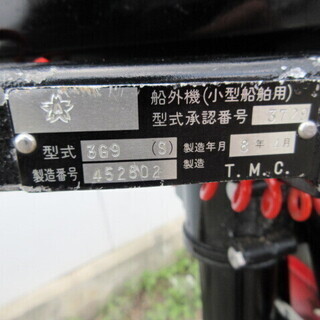 船外機(小型船舶用)
型式承認番号
型式 3G9 (S) 製造年月 8年 月
製造番号 452802 製造 T.M.C.